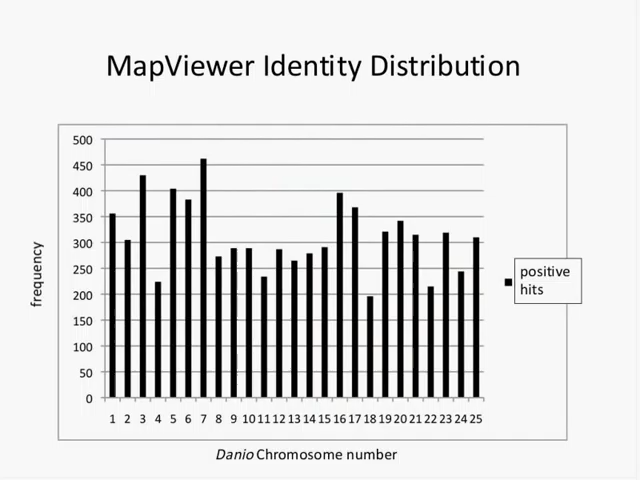 MapViewer Identity Distribution
500
450
400
350
300
250
200
150
100
50
0
frequency
1 2 3 4 5 6 7 8 9 10 11 12 13 14 15 16 17 18 19 20 21 22 23 24 25
positive
hits
Danio Chromosome number